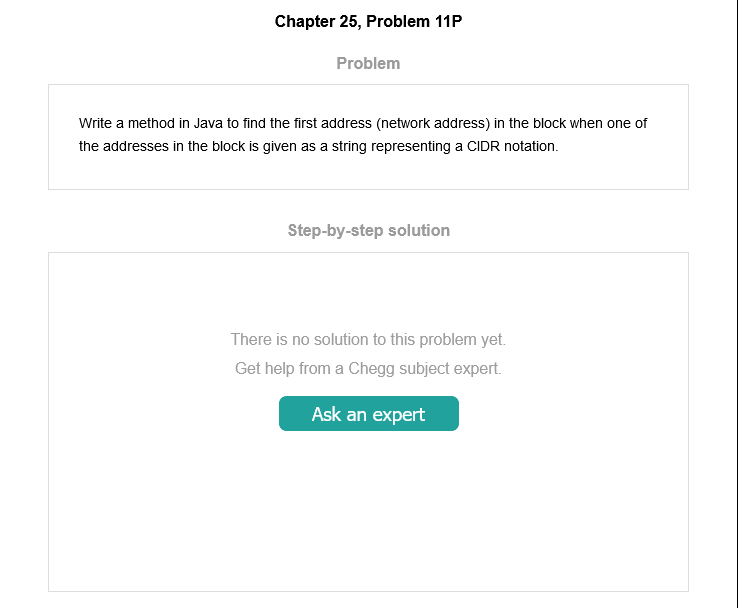 Chapter 25, Problem 11P
Problem
Write a method in Java to find the first address (network address) in the block when one of
the addresses in the block is given as a string representing a CIDR notation.
Step-by-step solution
There is no solution to this problem yet.
Get help from a Chegg subject expert.
Ask an expert